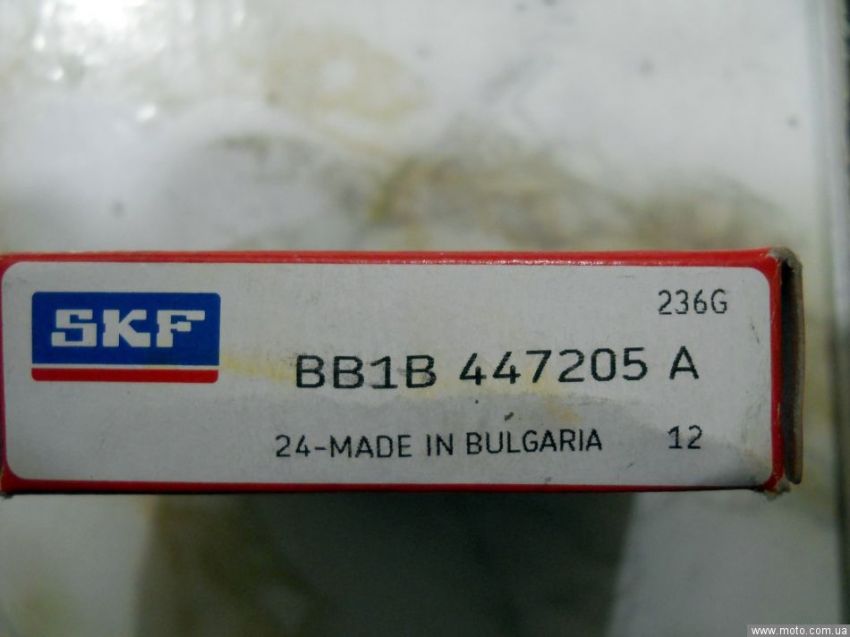 SKF
236G
BB1B 447205 A
24-MADE IN BULGARIA 12
www.moto.com.ua